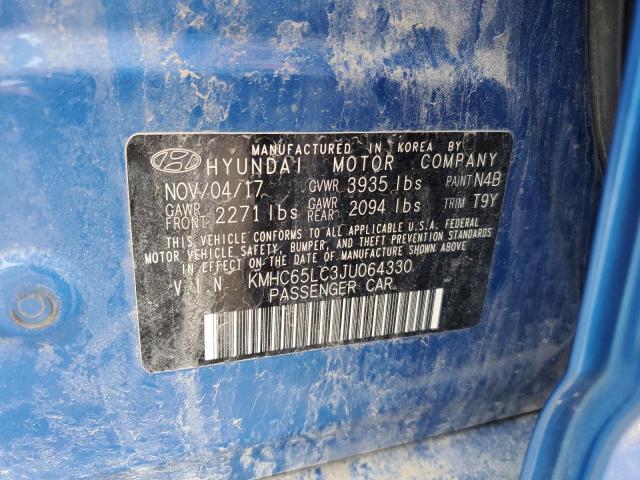 MANUFACTURED IN KOREA BY
HYUNDAI MOTOR COMPANY
NOV/04/17 GVWR 3935 lbs PAINT N4B
GAWR FRONT 2271 lbs GAWR REAR 2094 lbs TRIM T9Y
THIS VEHICLE CONFORMS TO ALL APPLICABLE U.S.A. FEDERAL
MOTOR VEHICLE SAFETY, BUMPER, AND THEFT PREVENTION STANDARDS
IN EFFECT ON THE DATE OF MANUFACTURE SHOWN ABOVE
V I N KMHC65LC3JU064330
PASSENGER CAR